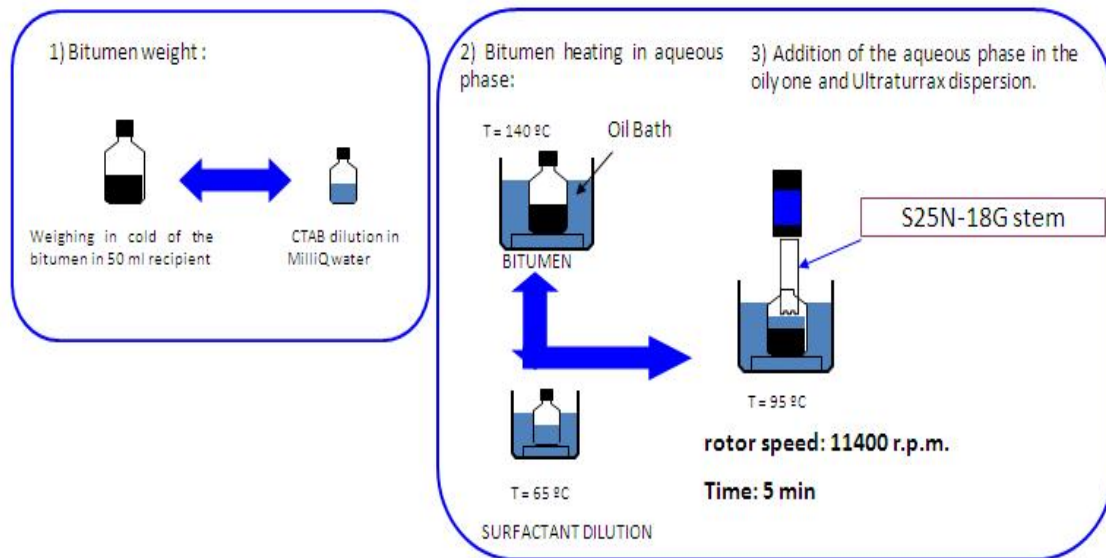 1) Bitumen weight :
Weighing in cold of the
bitumen in 50 ml recipient
CTAB dilution in
MilliQ water
2) Bitumen heating in aqueous
phase:
T = 140 ºC
Oil Bath
BITUMEN
T = 65 ºC
SURFACTANT DILUTION
3) Addition of the aqueous phase in the
oily one and Ultraturrax dispersion.
S25N-18G stem
T = 95 ºC
rotor speed: 11400 r.p.m.
Time: 5 min